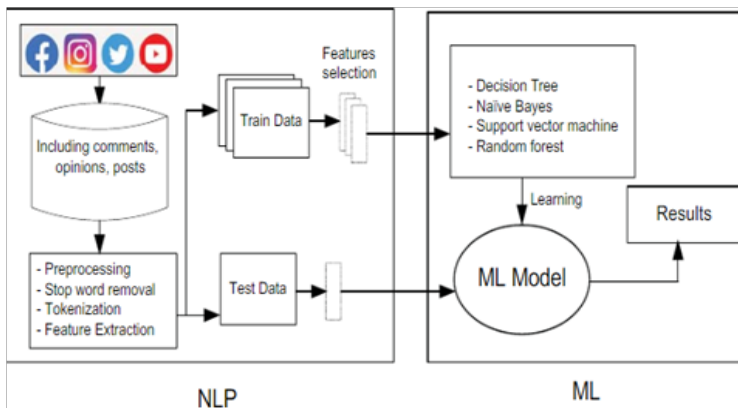 Including comments,
opinions, posts
- Preprocessing
- Stop word removal
- Tokenization
- Feature Extraction
Train Data
Features
selection
Test Data
NLP
- Decision Tree
- Naïve Bayes
- Support vector machine
- Random forest
Learning
ML Model
Results
ML